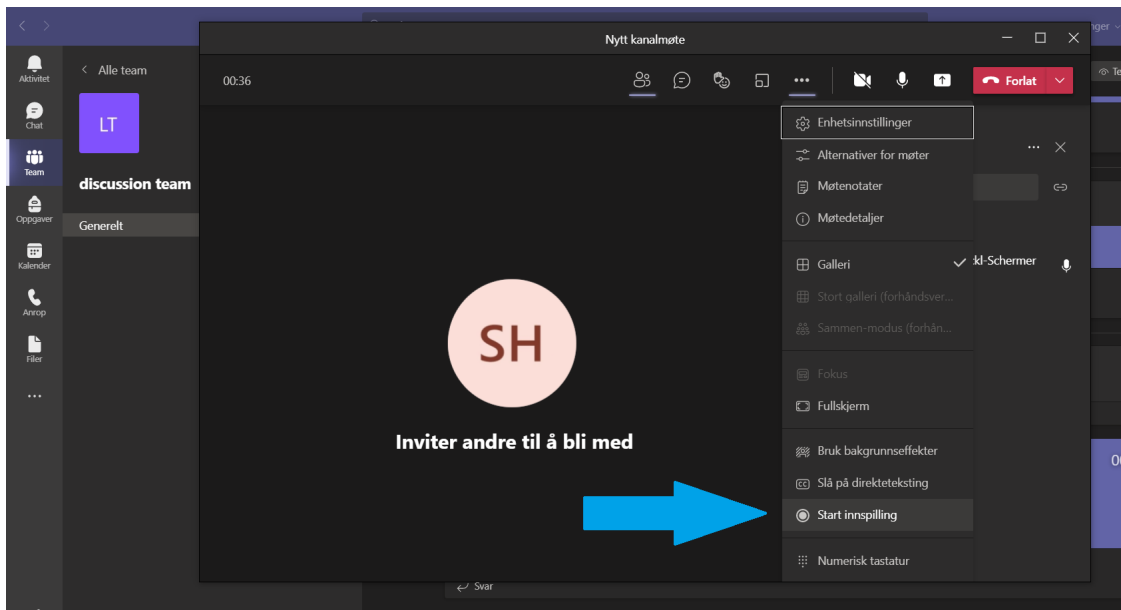 Nytt kanalmøte
Aktivitet
Chat
Team
Oppgaver
Kalender
Anrop
Filer
Alle team
LT
discussion team
Generelt
00:36
Forlat
SH
Inviter andre til å bli med
Enhetsinnstillinger
Alternativer for møter
Møtenotater
Møtedetaljer
Galleri
Stort galleri (forhåndsver...
Sammen-modus (forhån...
Fokus
Fullskjerm
Bruk bakgrunnseffekter
CC Slå på direkteteksting
Start innspilling
Numerisk tastatur
kl-Schermer
Svar